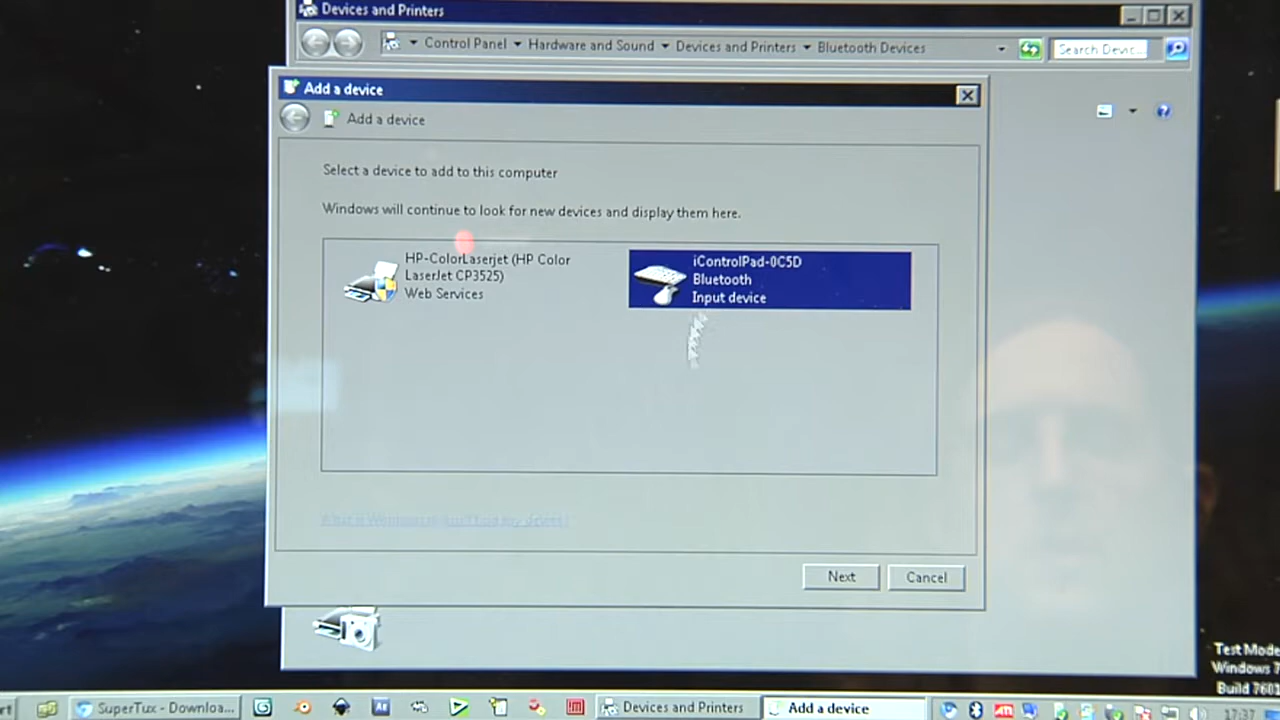 Devices and Printers
Control Panel Hardware and Sound Devices and Printers Bluetooth Devices
Search Devic...
Add a device
Add a device
Select a device to add to this computer
Windows will continue to look for new devices and display them here.
HP-ColorLaserjet (HP Color
LaserJet CP3525)
Web Services
iControlPad-0C5D
Bluetooth
Input device
Next
Cancel
Test Mode
Windows 7
Build 7601
SuperTux - Downloa...
Devices and Printers
Add a device
17:37